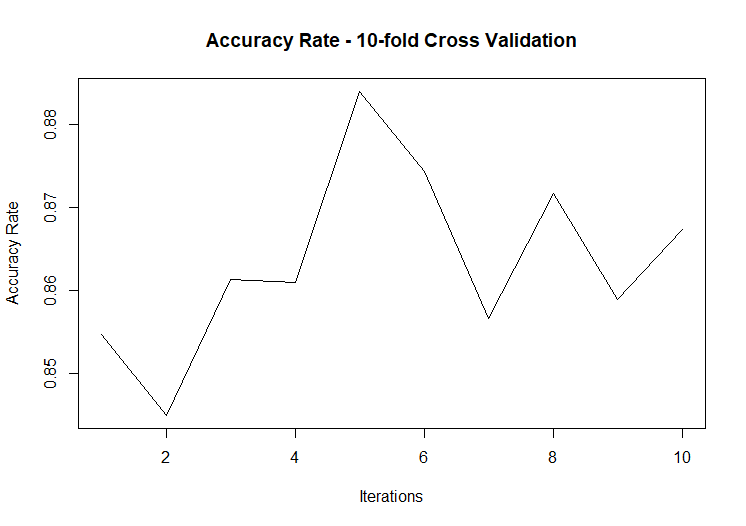 Accuracy Rate - 10-fold Cross Validation
Accuracy Rate
0.88
0.87
0.86
0.85
2 4 6 8 10
Iterations